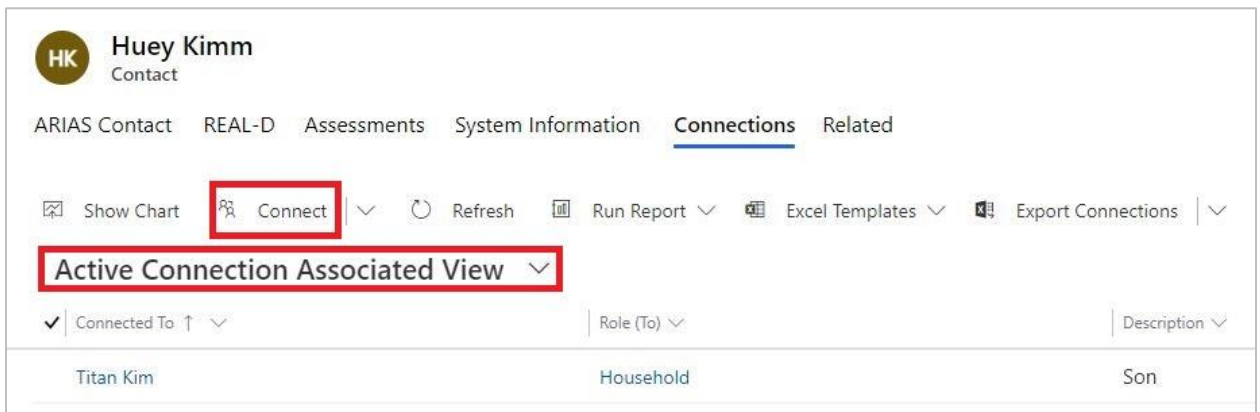 HK
Huey Kimm
Contact
ARIAS Contact REAL-D Assessments System Information Connections Related
Show Chart Connect Refresh Run Report Excel Templates Export Connections
Active Connection Associated View
Connected To ↑ Role (To) Description
Titan Kim Household Son